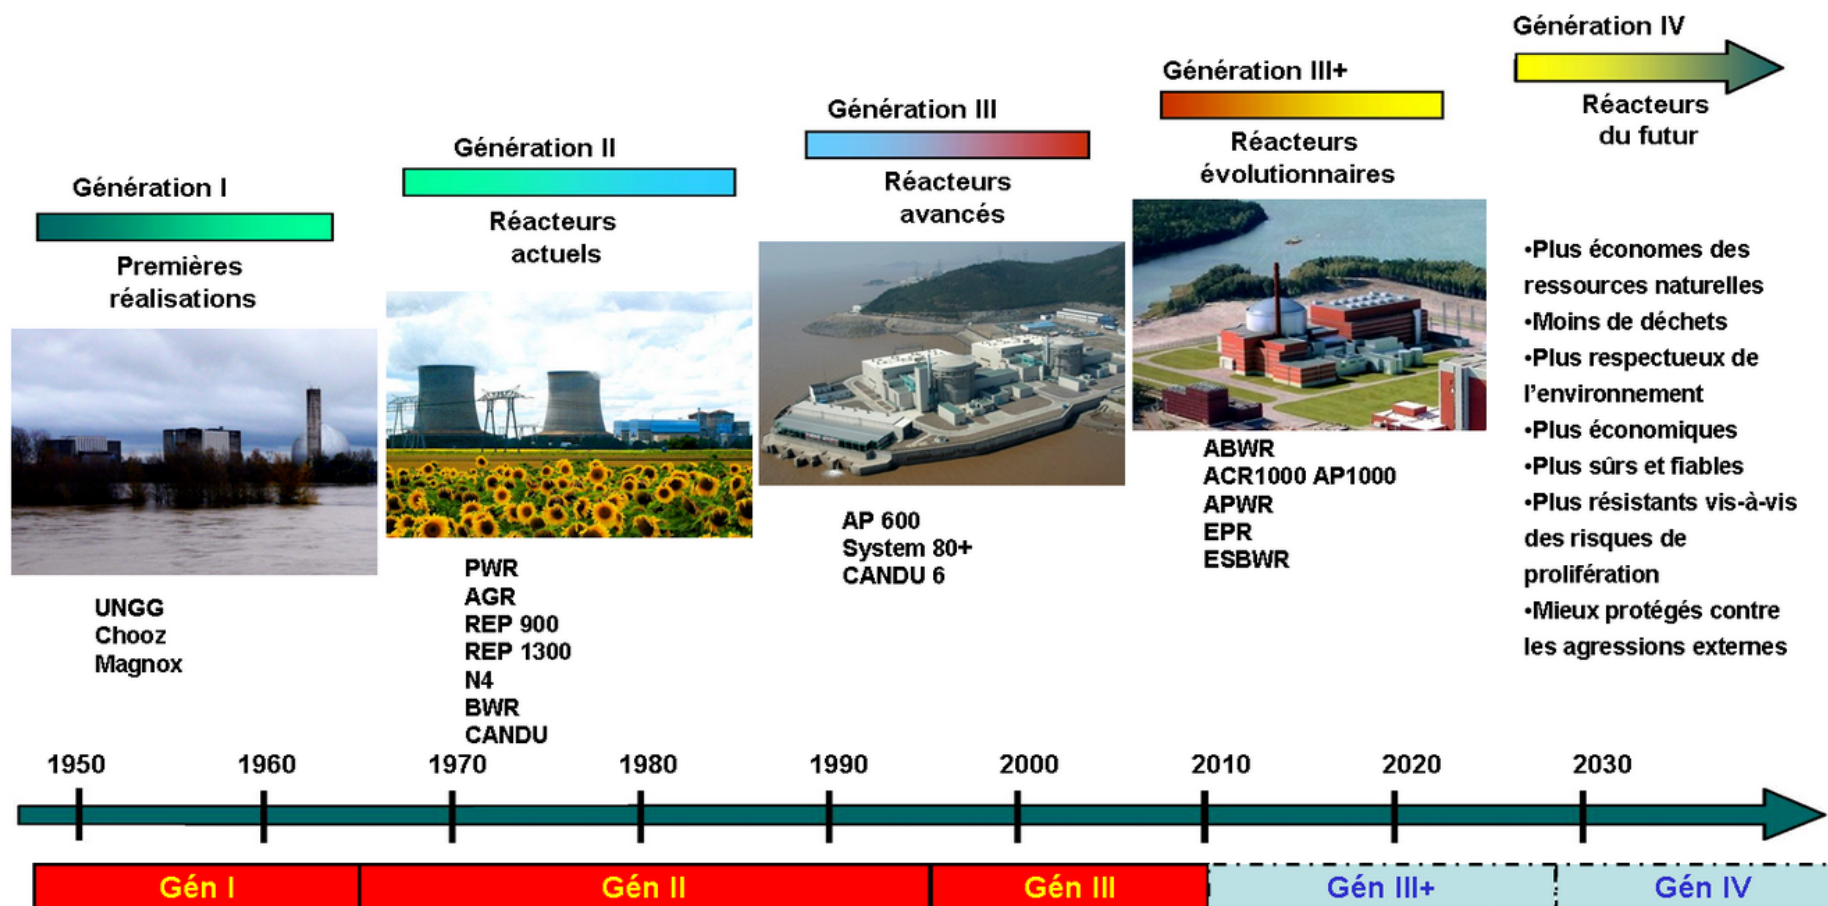 Génération I
Premières
réalisations
UNGG
Chooz
Magnox
Génération II
Réacteurs
actuels
PWR
AGR
REP 900
REP 1300
N4
BWR
CANDU
Génération III
Réacteurs
avancés
AP 600
System 80+
CANDU 6
Génération III+
Réacteurs
évolutionnaires
ABWR
ACR1000 AP1000
APWR
EPR
ESBWR
Génération IV
Réacteurs
du futur
•Plus économes des
ressources naturelles
•Moins de déchets
•Plus respectueux de
l’environnement
•Plus économiques
•Plus sûrs et fiables
•Plus résistants vis-à-vis
des risques de
prolifération
•Mieux protégés contre
les agressions externes
1950 1960 1970 1980 1990 2000 2010 2020 2030
Gén I Gén II Gén III Gén III+ Gén IV